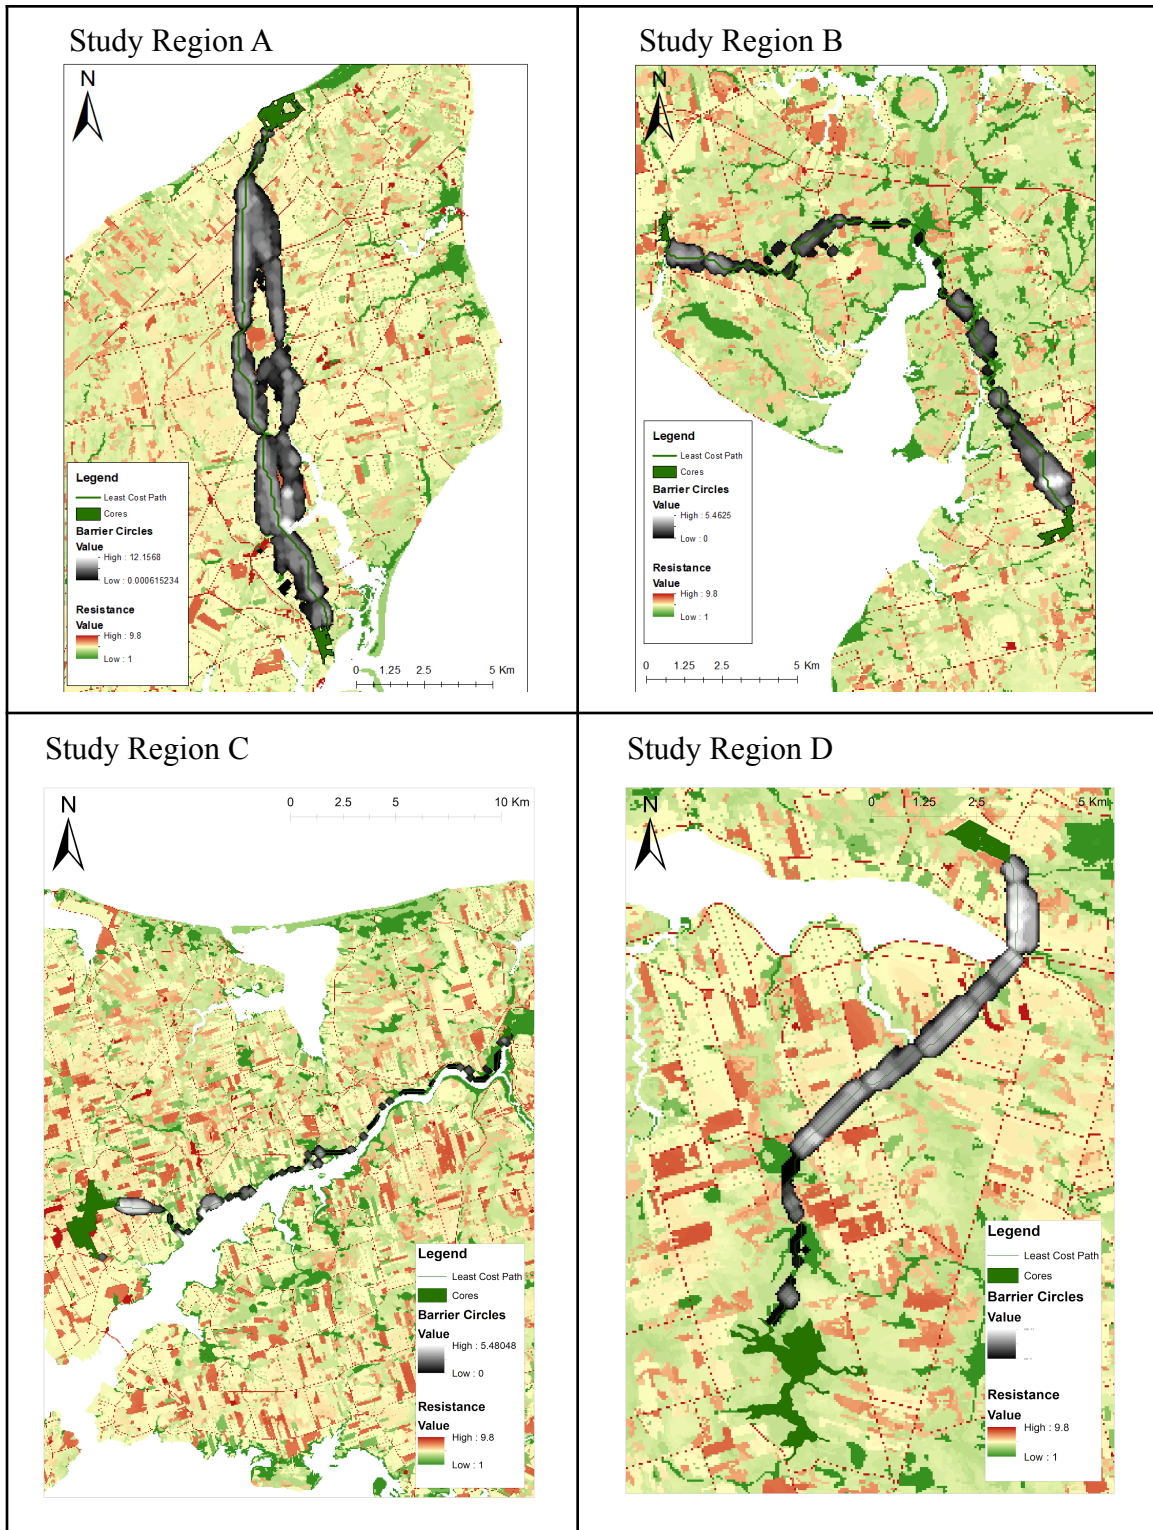 Study Region A
N
Legend
Least Cost Path
Cores
Barrier Circles
Value
High : 12.1568
Low : 0.000615234
Resistance
Value
High : 9.8
Low : 1
0 1.25 2.5 5 Km
Study Region B
N
Legend
Least Cost Path
Cores
Barrier Circles
Value
High : 5.4625
Low : 0
Resistance
Value
High : 9.8
Low : 1
0 1.25 2.5 5 Km
Study Region C
N
0 2.5 5 10 Km
Legend
Least Cost Path
Cores
Barrier Circles
Value
High : 5.48048
Low : 0
Resistance
Value
High : 9.8
Low : 1
Study Region D
N
0 1.25 2.5 5 Km
Legend
Least Cost Path
Cores
Barrier Circles
Value
Resistance
Value
High : 9.8
Low : 1